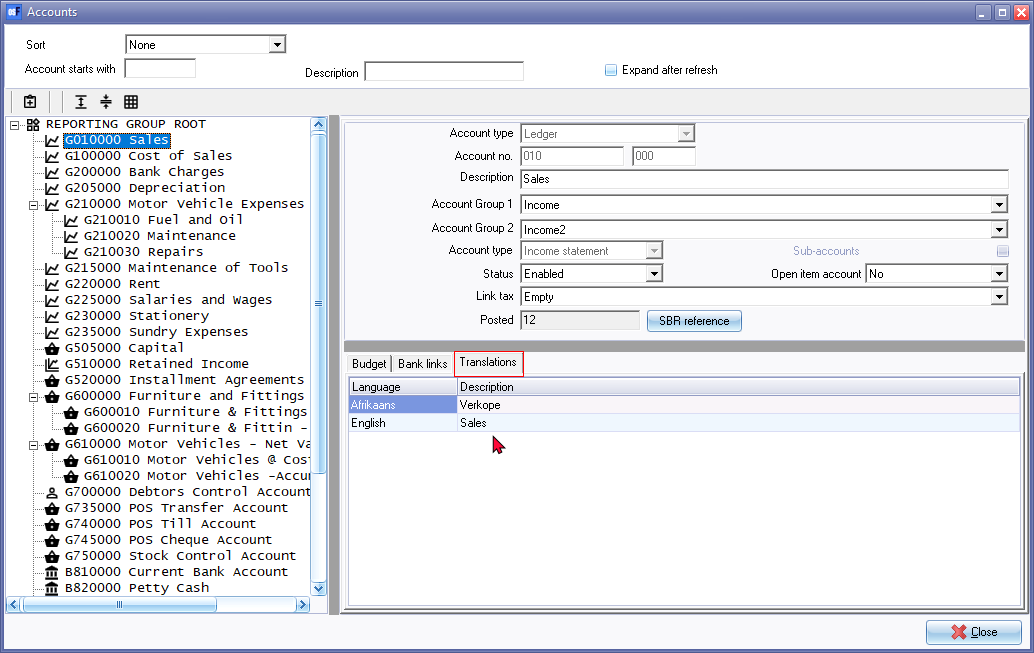 Accounts
Sort None
Account starts with
Description
Expand after refresh
REPORTING GROUP ROOT
G010000 Sales
G100000 Cost of Sales
G200000 Bank Charges
G205000 Depreciation
G210000 Motor Vehicle Expenses
G210010 Fuel and Oil
G210020 Maintenance
G210030 Repairs
G215000 Maintenance of Tools
G220000 Rent
G225000 Salaries and Wages
G230000 Stationery
G235000 Sundry Expenses
G505000 Capital
G510000 Retained Income
G520000 Installment Agreements
G600000 Furniture and Fittings
G600010 Furniture & Fittings
G600020 Furniture & Fittin -
G610000 Motor Vehicles - Net Va
G610010 Motor Vehicles @ Cos
G610020 Motor Vehicles -Accu
G700000 Debtors Control Account
G735000 POS Transfer Account
G740000 POS Till Account
G745000 POS Cheque Account
G750000 Stock Control Account
B810000 Current Bank Account
B820000 Petty Cash
Account type Ledger
Account no. 010 000
Description Sales
Account Group 1 Income
Account Group 2 Income2
Account type Income statement Sub-accounts
Status Enabled Open item account No
Link tax Empty
Posted 12 SBR reference
Budget Bank links Translations
Language Description
Afrikaans Verkope
English Sales
Close